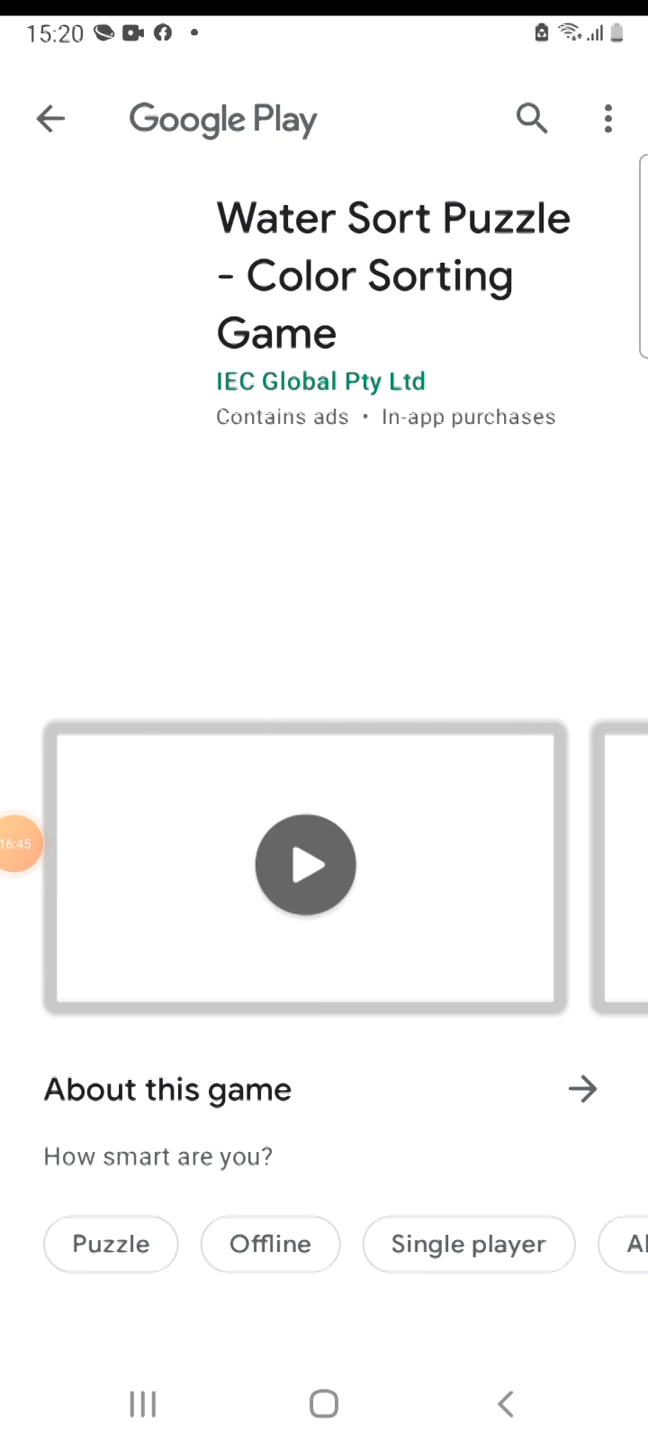 15:20
Google Play
Water Sort Puzzle
- Color Sorting
Game
IEC Global Pty Ltd
Contains ads • In-app purchases
16:45
About this game
How smart are you?
Puzzle
Offline
Single player